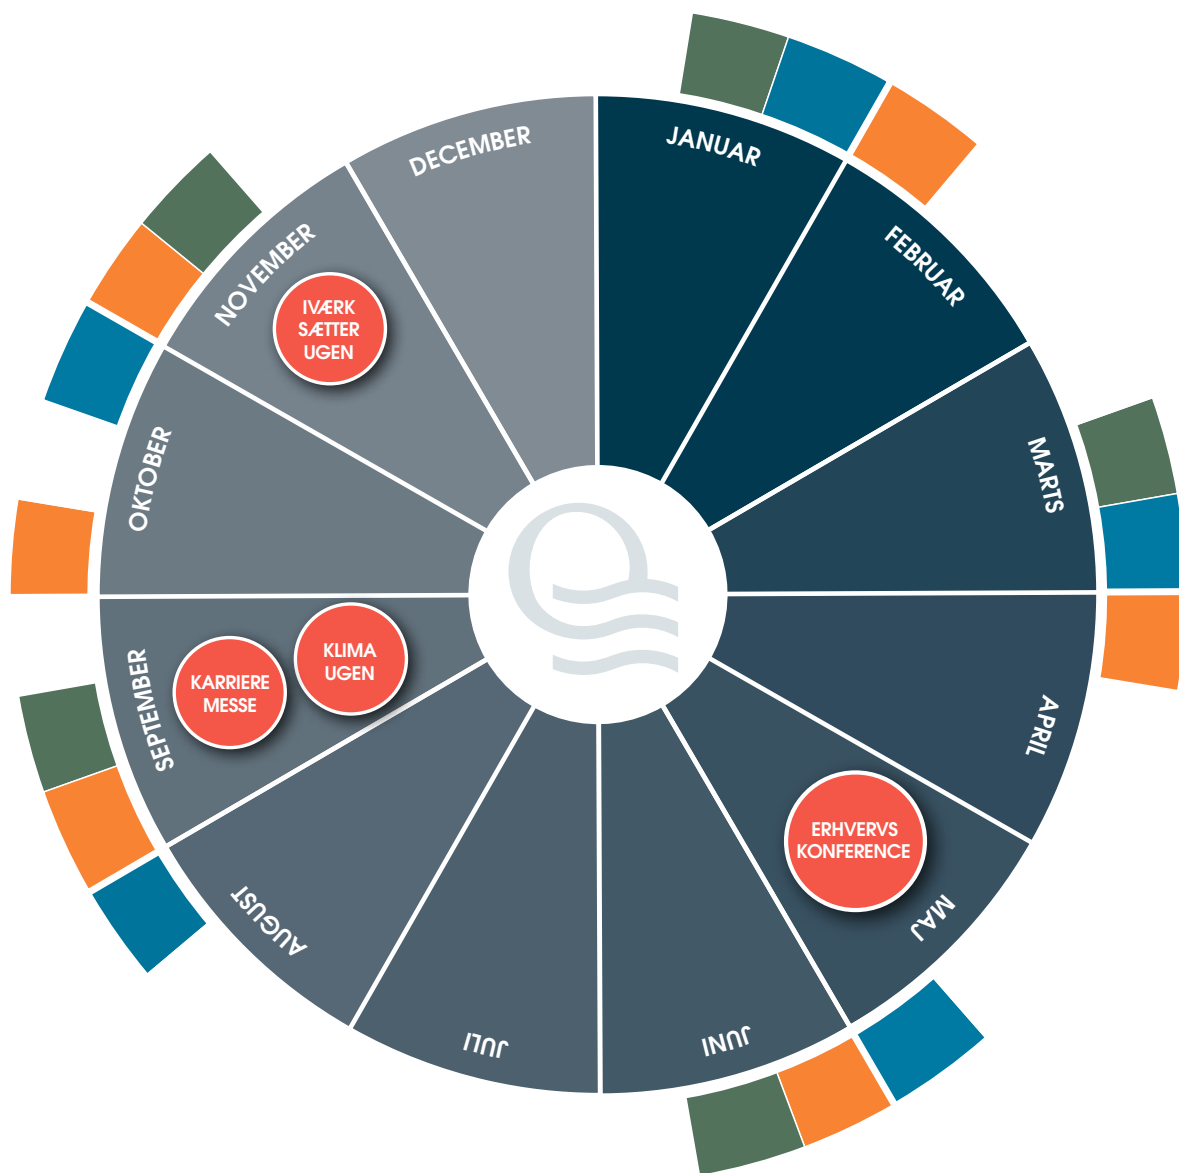 JANUAR
FEBRUAR
MARTS
APRIL
MAJ
ERHVERVS
KONFERENCE
JUNI
JULI
AUGUST
SEPTEMBER
KARRIERE
MESSE
KLIMA
UGEN
OKTOBER
NOVEMBER
IVÆRK
SÆTTER
UGEN
DECEMBER